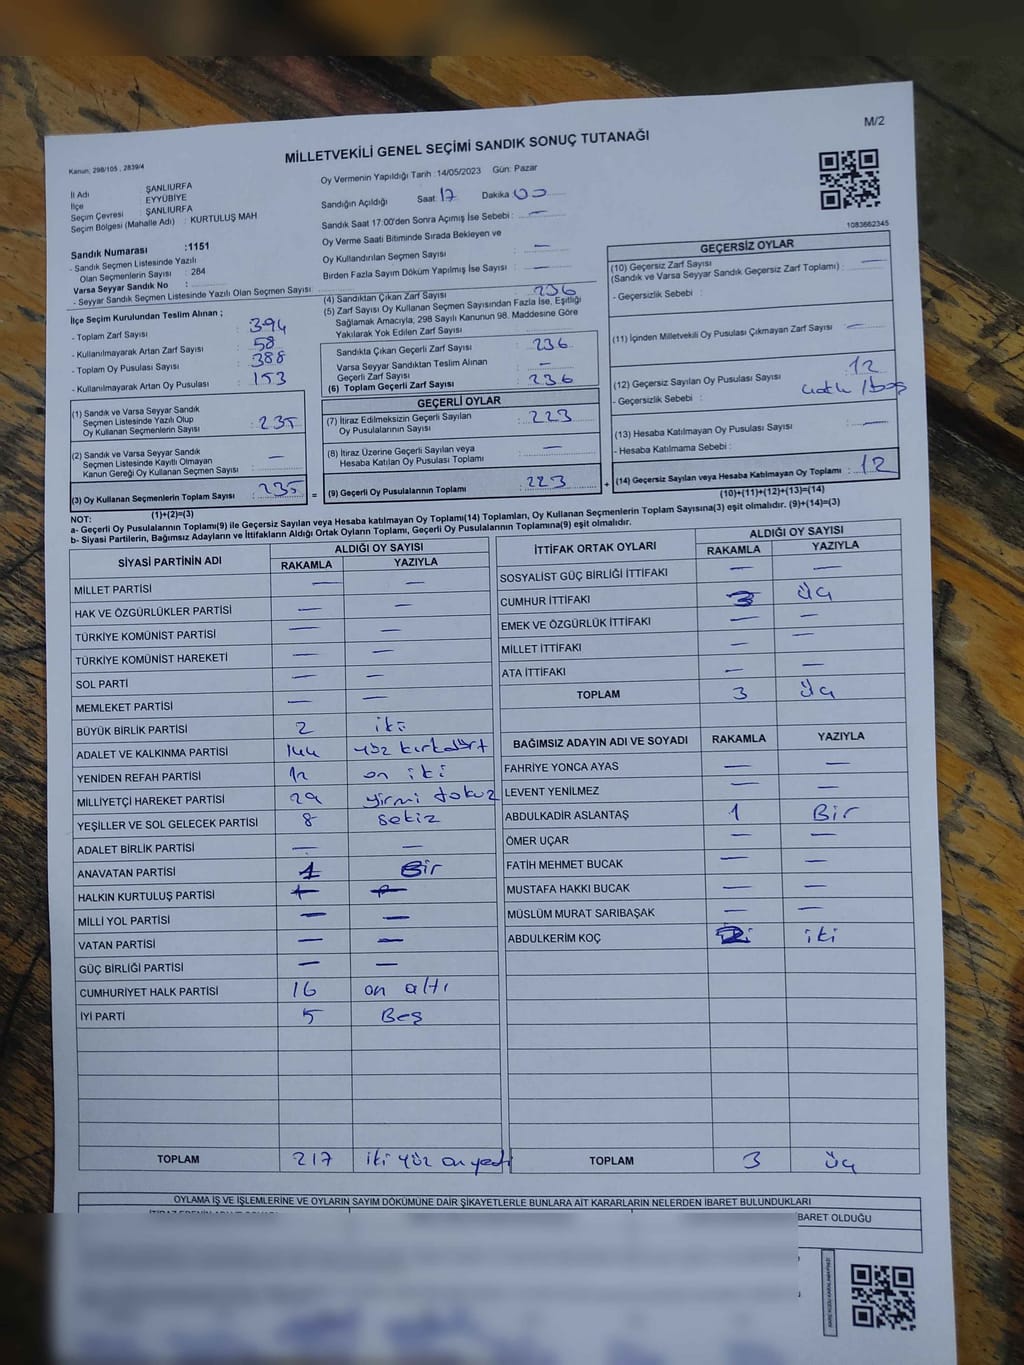 M/2
MİLLETVEKİLİ GENEL SEÇİMİ SANDIK SONUÇ TUTANAĞI
Kanun, 298/105 , 2839/4
İl Adı ŞANLIURFA
İlçe EYYÜBİYE
Seçim Çevresi : ŞANLIURFA
Seçim Bölgesi (Mahalle Adı) : KURTULUŞ MAH
Sandık Numarası :1151
- Sandık Seçmen Listesinde Yazılı
Olan Seçmenlerin Sayısı : 284
Varsa Seyyar Sandık No :
- Seyyar Sandık Seçmen Listesinde Yazılı Olan Seçmen Sayısı:
Oy Vermenin Yapıldığı Tarih : 14/05/2023 Gün: Pazar
Sandığın Açıldığı Saat: 17 Dakika 00
Sandık Saat 17:00'den Sonra Açımış İse Sebebi : —
Oy Verme Saati Bitiminde Sırada Bekleyen ve
Oy Kullandırılan Seçmen Sayısı —
Birden Fazla Sayım Döküm Yapılmış İse Sayısı —
1083662345
İlçe Seçim Kurulundan Teslim Alınan ;
- Toplam Zarf Sayısı : 394
- Kullanılmayarak Artan Zarf Sayısı : 58
- Toplam Oy Pusulası Sayısı : 388
- Kullanılmayarak Artan Oy Pusulası : 153
(4) Sandıktan Çıkan Zarf Sayısı : 236
(5) Zarf Sayısı Oy Kullanan Seçmen Sayısından Fazla İse, Eşitliği
Sağlamak Amacıyla, 298 Sayılı Kanunun 98. Maddesine Göre
Yakılarak Yok Edilen Zarf Sayısı :
Sandıkta Çıkan Geçerli Zarf Sayısı : 236
Varsa Seyyar Sandıktan Teslim Alınan
Geçerli Zarf Sayısı —
(6) Toplam Geçerli Zarf Sayısı : 236
GEÇERSİZ OYLAR
(10) Geçersiz Zarf Sayısı
(Sandık ve Varsa Seyyar Sandık Geçersiz Zarf Toplamı) : —
- Geçersizlik Sebebi :
(11) İçinden Milletvekili Oy Pusulası Çıkmayan Zarf Sayısı : —
(12) Geçersiz Sayılan Oy Pusulası Sayısı : 12
- Geçersizlik Sebebi :
(13) Hesaba Katılmayan Oy Pusulası Sayısı : —
- Hesaba Katılmama Sebebi :
(14) Geçersiz Sayılan veya Hesaba Katılmayan Oy Toplamı : 12
(10)+(11)+(12)+(13)=(14)
(1) Sandık ve Varsa Seyyar Sandık
Seçmen Listesinde Yazılı Olup
Oy Kullanan Seçmenlerin Sayısı : 235
(2) Sandık ve Varsa Seyyar Sandık
Seçmen Listesinde Kayıtlı Olmayan
Kanun Gereği Oy Kullanan Seçmen Sayısı : —
(3) Oy Kullanan Seçmenlerin Toplam Sayısı : 235
(1)+(2)=(3)
GEÇERLİ OYLAR
(7) İtiraz Edilmeksizin Geçerli Sayılan
Oy Pusulalarının Sayısı : 223
(8) İtiraz Üzerine Geçerli Sayılan veya
Hesaba Katılan Oy Pusulası Toplamı : —
= (9) Geçerli Oy Pusulalarının Toplamı : 223 +
NOT:
a- Geçerli Oy Pusulalarının Toplamı(9) ile Geçersiz Sayılan veya Hesaba katılmayan Oy Toplamı(14) Toplamları, Oy Kullanan Seçmenlerin Toplam Sayısına(3) eşit olmalıdır. (9)+(14)=(3)
b- Siyasi Partilerin, Bağımsız Adayların ve İttifakların Aldığı Ortak Oyların Toplamı, Geçerli Oy Pusulalarının Toplamına(9) eşit olmalıdır.
SİYASİ PARTİNİN ADI ALDIĞI OY SAYISI
RAKAMLA YAZIYLA
MİLLET PARTİSİ — —
HAK VE ÖZGÜRLÜKLER PARTİSİ — —
TÜRKİYE KOMÜNİST PARTİSİ — —
TÜRKİYE KOMÜNİST HAREKETİ — —
SOL PARTİ — —
MEMLEKET PARTİSİ — —
BÜYÜK BİRLİK PARTİSİ 2 iki
ADALET VE KALKINMA PARTİSİ 144 yüz kırkdört
YENİDEN REFAH PARTİSİ 12 on iki
MİLLİYETÇİ HAREKET PARTİSİ 29 yirmi dokuz
YEŞİLLER VE SOL GELECEK PARTİSİ 8 sekiz
ADALET BİRLİK PARTİSİ — —
ANAVATAN PARTİSİ 1 Bir
HALKIN KURTULUŞ PARTİSİ
MİLLİ YOL PARTİSİ — —
VATAN PARTİSİ — —
GÜÇ BİRLİĞİ PARTİSİ — —
CUMHURİYET HALK PARTİSİ 16 on altı
İYİ PARTİ 5 Beş
TOPLAM 217 iki yüz on yedi
İTTİFAK ORTAK OYLARI ALDIĞI OY SAYISI
RAKAMLA YAZIYLA
SOSYALİST GÜÇ BİRLİĞİ İTTİFAKI — —
CUMHUR İTTİFAKI 3 üç
EMEK VE ÖZGÜRLÜK İTTİFAKI — —
MİLLET İTTİFAKI — —
ATA İTTİFAKI — —
TOPLAM 3 üç
BAĞIMSIZ ADAYIN ADI VE SOYADI RAKAMLA YAZIYLA
FAHRİYE YONCA AYAS — —
LEVENT YENİLMEZ — —
ABDULKADİR ASLANTAŞ 1 Bir
ÖMER UÇAR — —
FATİH MEHMET BUCAK — —
MUSTAFA HAKKI BUCAK — —
MÜSLÜM MURAT SARIBAŞAK — —
ABDULKERİM KOÇ iki
TOPLAM 3 üç
OYLAMA İŞ VE İŞLEMLERİNE VE OYLARIN SAYIM DÖKÜMÜNE DAİR ŞİKAYETLERLE BUNLARA AİT KARARLARIN NELERDEN İBARET BULUNDUKLARI
BARET OLDUĞU